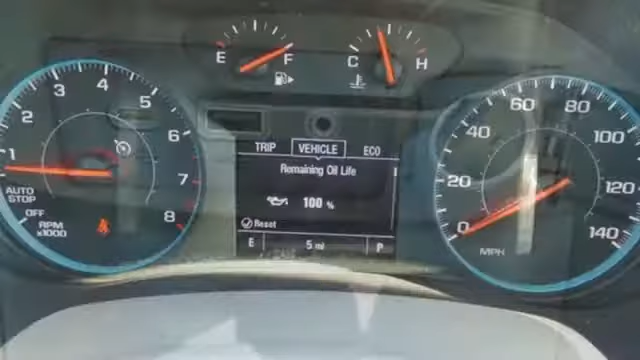 E F
C H
1 2 3 4 5 6 7 8
AUTO
STOP
OFF
RPM
x1000
TRIP VEHICLE ECO
Remaining Oil Life
100 %
Reset
E 5 mi P
0 20 40 60 80 100 120 140
MPH